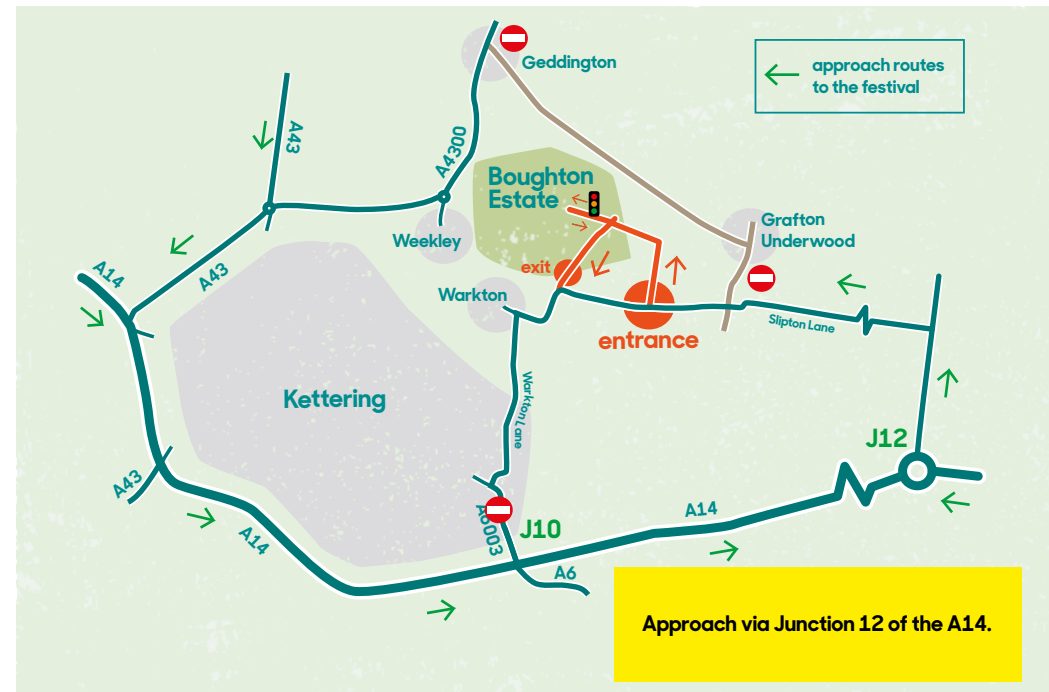 Geddington
approach routes
to the festival
A43
A4300
Boughton
Estate
Grafton
Underwood
Weekley
exit
A14
A43
Warkton
Slipton Lane
entrance
Kettering
Warkton Lane
J12
A43
A6003
J10
A14
A14
A6
Approach via Junction 12 of the A14.